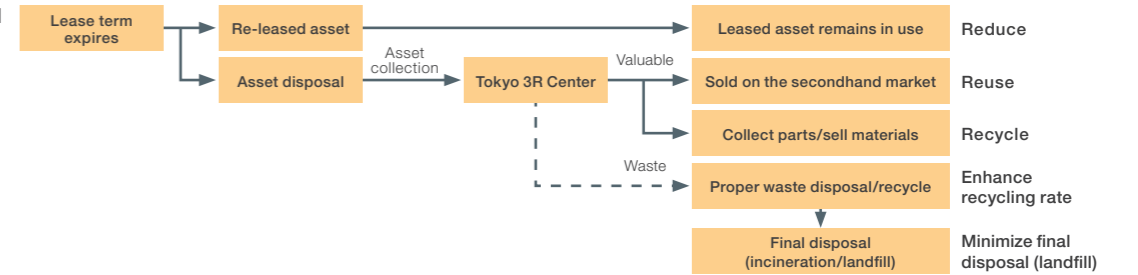 Lease term
expires
Re-leased asset
Leased asset remains in use
Reduce
Asset disposal
Asset
collection
Tokyo 3R Center
Valuable
Sold on the secondhand market
Reuse
Collect parts/sell materials
Recycle
Waste
Proper waste disposal/recycle
Enhance
recycling rate
Final disposal
(incineration/landfill)
Minimize final
disposal (landfill)